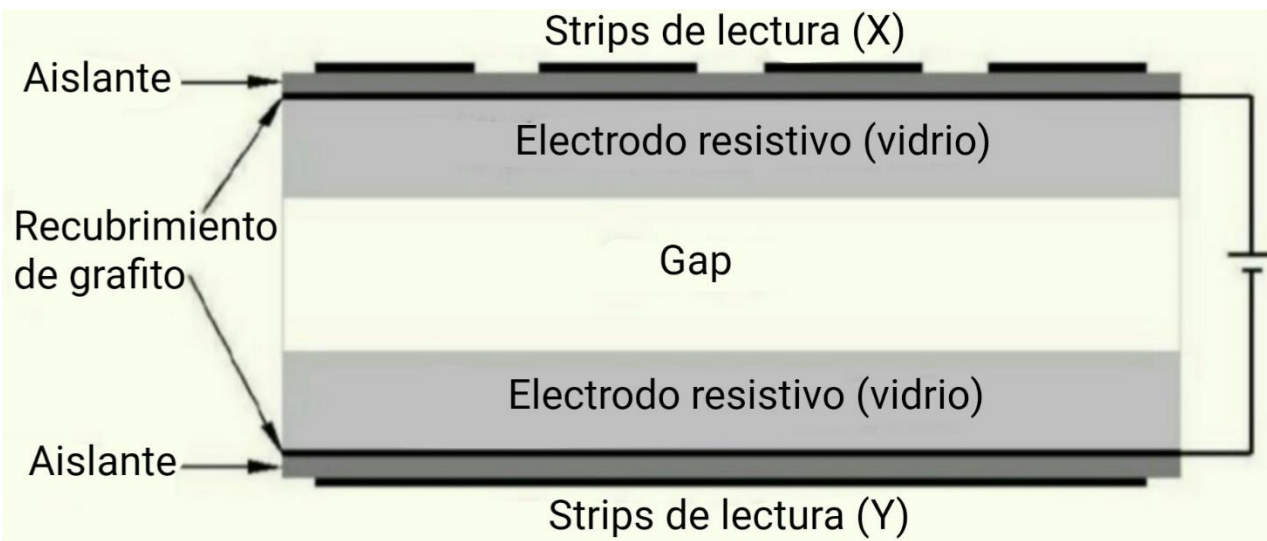 Strips de lectura (X)
Aislante
Electrodo resistivo (vidrio)
Recubrimiento
de grafito
Gap
Electrodo resistivo (vidrio)
Aislante
Strips de lectura (Y)